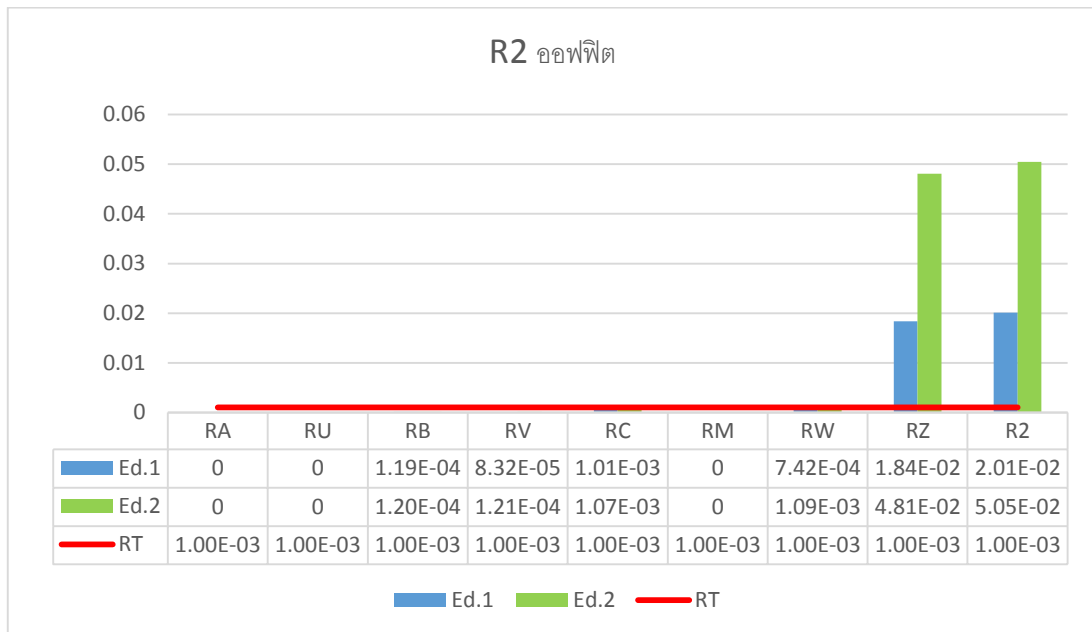 R2 ออฟฟิต
0.06
0.05
0.04
0.03
0.02
0.01
0
RA RU RB RV RC RM RW RZ R2
Ed.1 0 0 1.19E-04 8.32E-05 1.01E-03 0 7.42E-04 1.84E-02 2.01E-02
Ed.2 0 0 1.20E-04 1.21E-04 1.07E-03 0 1.09E-03 4.81E-02 5.05E-02
RT 1.00E-03 1.00E-03 1.00E-03 1.00E-03 1.00E-03 1.00E-03 1.00E-03 1.00E-03 1.00E-03
Ed.1 Ed.2 RT